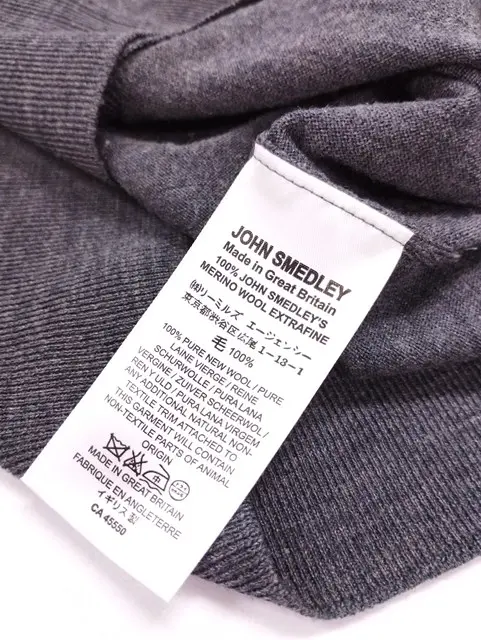 JOHN SMEDLEY
Made in Great Britain
100% JOHN SMEDLEY'S
MERINO WOOL EXTRAFINE
㈱リーミルズ エージェンシー
東京都渋谷区広尾 1-13-1
毛 100%
100% PURE NEW WOOL / PURE
LAINE VIERGE / REINE
SCHURWOLLE / PURA LANA
VERGINE / ZUIVER SCHEERWOL /
REN Y ULD / PURA LANA VIRGEM
ANY ADDITIONAL NATURAL NON-
TEXTILE TRIM ATTACHED TO
THIS GARMENT WILL CONTAIN
NON-TEXTILE PARTS OF ANIMAL
ORIGIN
MADE IN GREAT BRITAIN
FABRIQUE EN ANGLETERRE
イギリス製
CA 45550